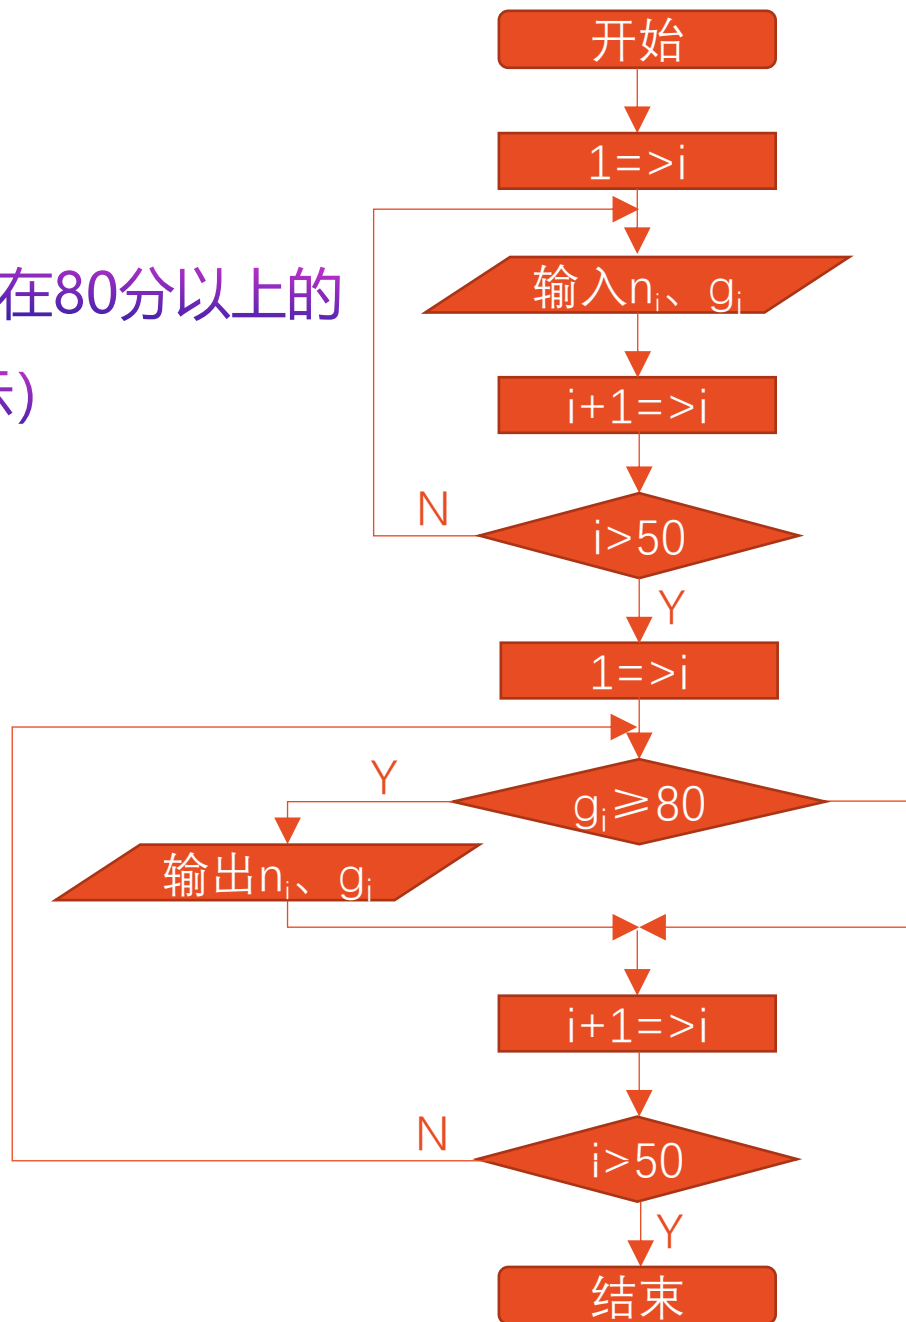 开始
1=>i
输入nᵢ、gᵢ
在80分以上的
)
i+1=>i
N
i>50
Y
1=>i
Y
gᵢ≥80
输出nᵢ、gᵢ
i+1=>i
N
i>50
Y
结束